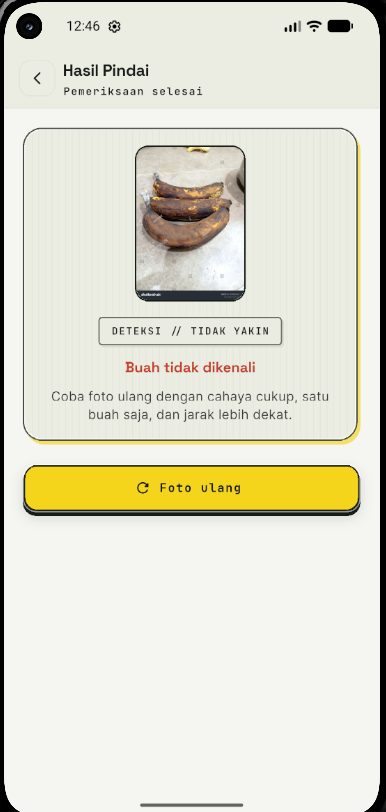 12:46
Hasil Pindai
Pemeriksaan selesai
DETEKSI // TIDAK YAKIN
Buah tidak dikenali
Coba foto ulang dengan cahaya cukup, satu
buah saja, dan jarak lebih dekat.
Foto ulang